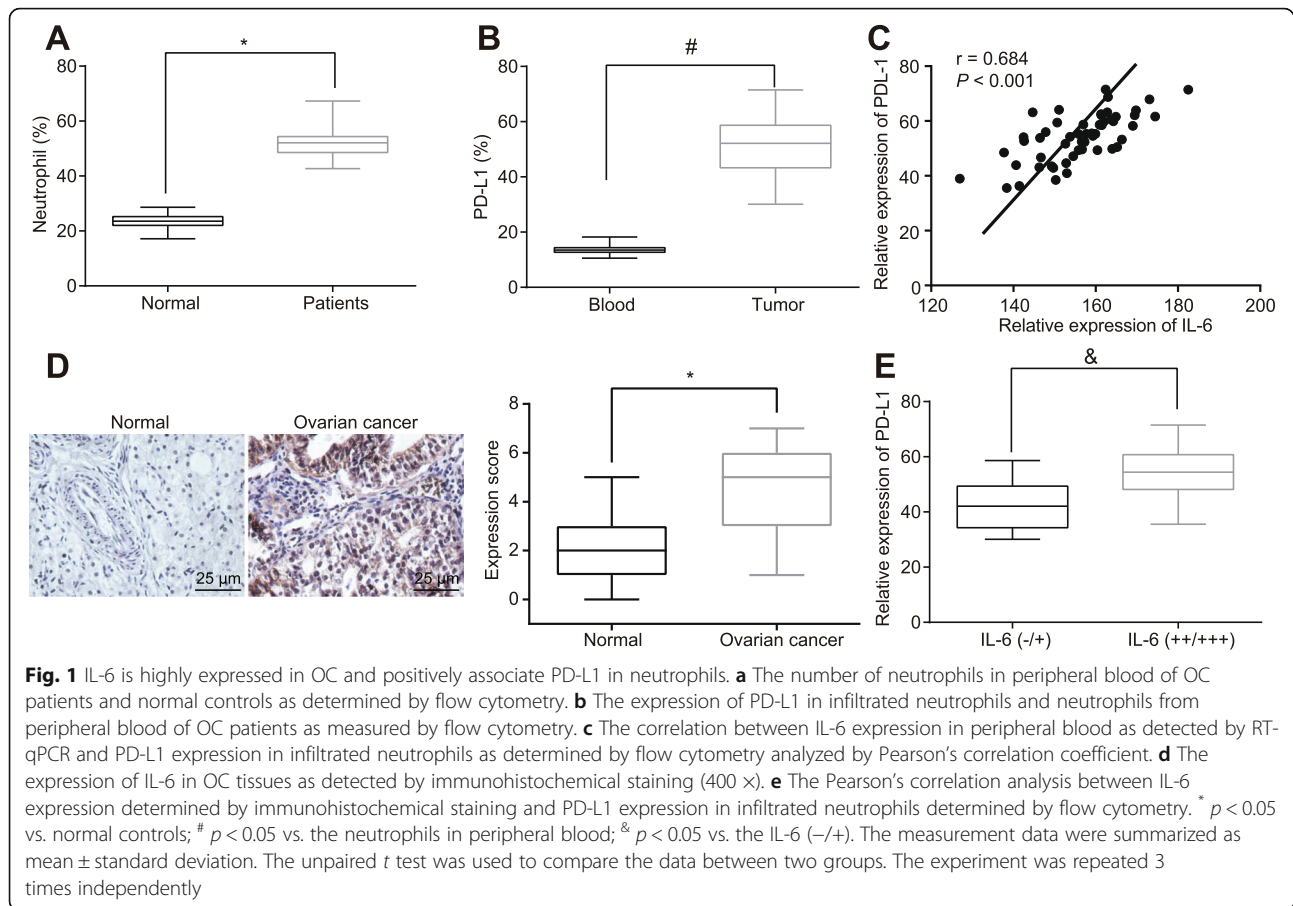 A
*
80
60
40
20
0
Neutrophil (%)
Normal
Patients
B
#
80
60
40
20
0
PD-L1 (%)
Blood
Tumor
C
r = 0.684
P < 0.001
80
60
40
20
0
Relative expression of PDL-1
120
140
160
180
200
Relative expression of IL-6
D
Normal
Ovarian cancer
25 µm
25 µm
*
8
6
4
2
0
Expression score
Normal
Ovarian cancer
E
&
80
60
40
20
0
Relative expression of PD-L1
IL-6 (-/+)
IL-6 (++/+++)
Fig. 1 IL-6 is highly expressed in OC and positively associate PD-L1 in neutrophils. a The number of neutrophils in peripheral blood of OC
patients and normal controls as determined by flow cytometry. b The expression of PD-L1 in infiltrated neutrophils and neutrophils from
peripheral blood of OC patients as measured by flow cytometry. c The correlation between IL-6 expression in peripheral blood as detected by RT-
qPCR and PD-L1 expression in infiltrated neutrophils as determined by flow cytometry analyzed by Pearson's correlation coefficient. d The
expression of IL-6 in OC tissues as detected by immunohistochemical staining (400 ×). e The Pearson's correlation analysis between IL-6
expression determined by immunohistochemical staining and PD-L1 expression in infiltrated neutrophils determined by flow cytometry. * p < 0.05
vs. normal controls; # p < 0.05 vs. the neutrophils in peripheral blood; & p < 0.05 vs. the IL-6 (−/+). The measurement data were summarized as
mean ± standard deviation. The unpaired t test was used to compare the data between two groups. The experiment was repeated 3
times independently